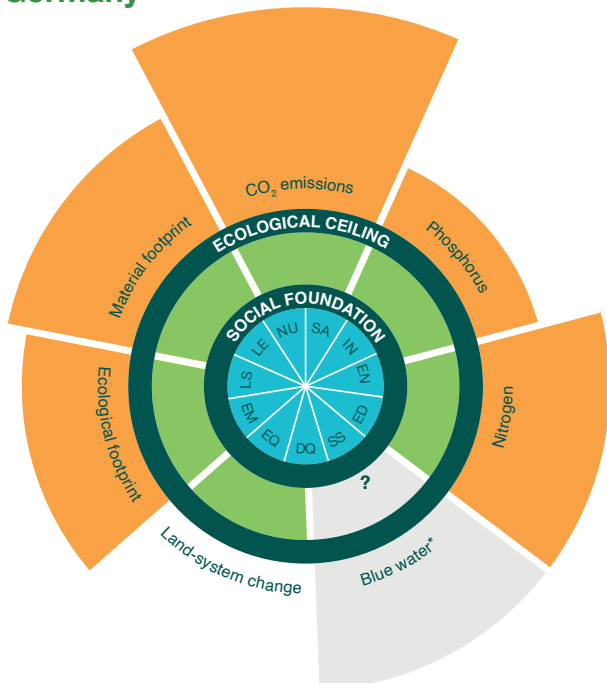 Germany
CO₂ emissions
Phosphorus
Nitrogen
Blue water*
Land-system change
Ecological footprint
Material footprint
ECOLOGICAL CEILING
SOCIAL FOUNDATION
SA
IN
EN
ED
SS
DQ
EQ
EM
LS
LE
NU
?